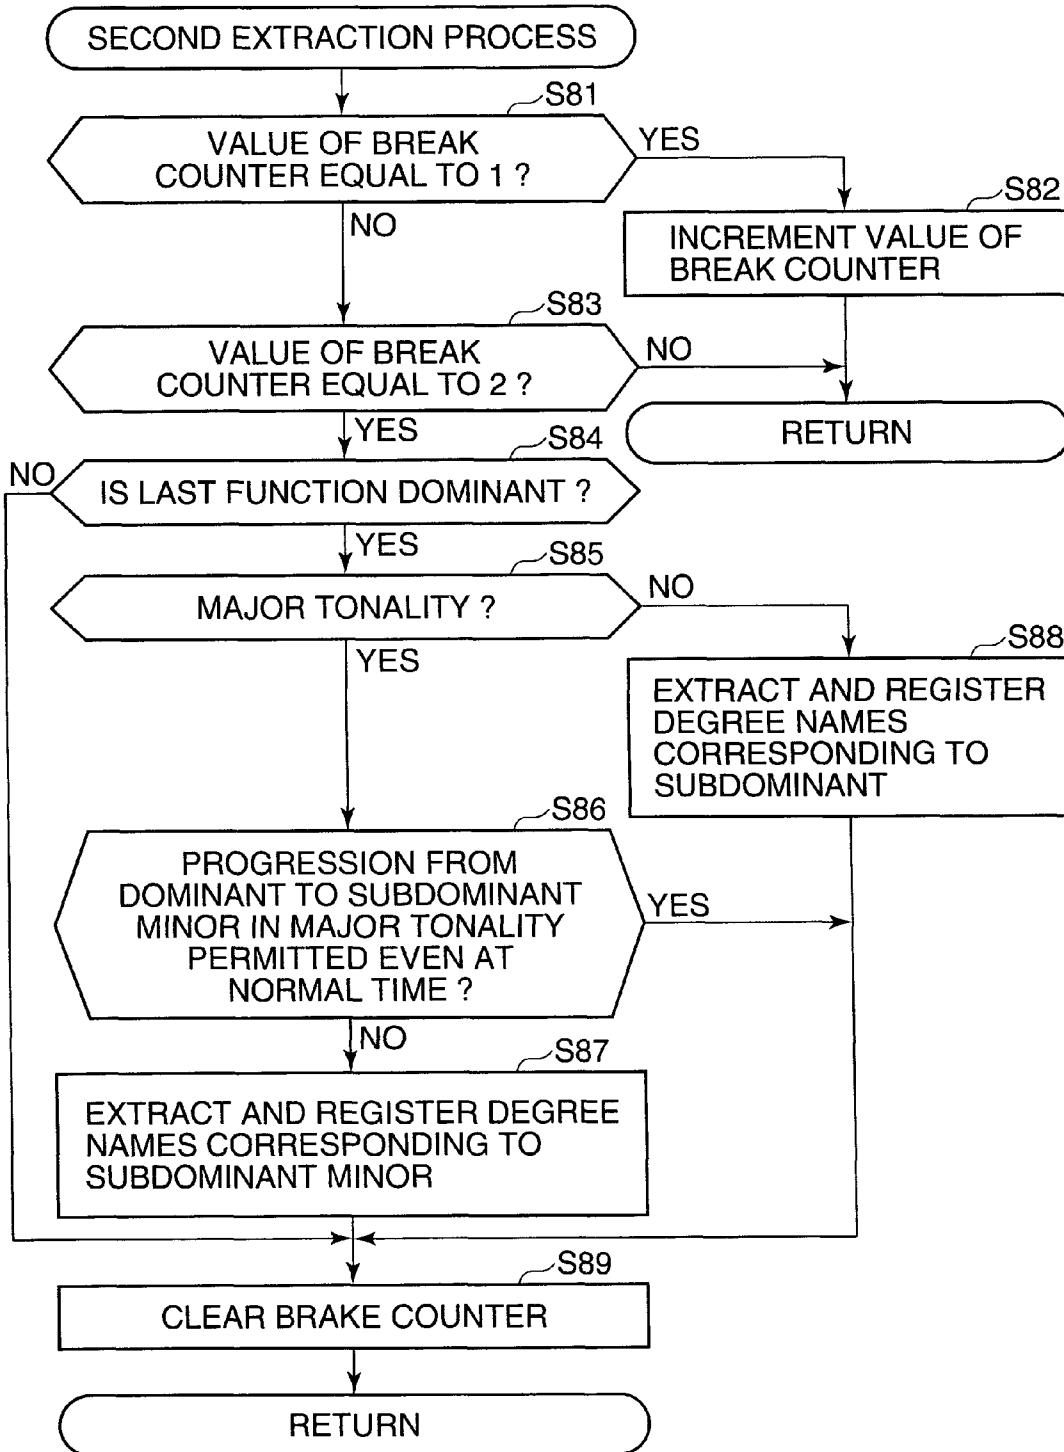 SECOND EXTRACTION PROCESS
S81
VALUE OF BREAK
COUNTER EQUAL TO 1 ?
YES
NO
S82
INCREMENT VALUE OF
BREAK COUNTER
S83
VALUE OF BREAK
COUNTER EQUAL TO 2 ?
NO
YES
RETURN
S84
NO
IS LAST FUNCTION DOMINANT ?
YES
S85
MAJOR TONALITY ?
NO
YES
S88
EXTRACT AND REGISTER
DEGREE NAMES
CORRESPONDING TO
SUBDOMINANT
S86
PROGRESSION FROM
DOMINANT TO SUBDOMINANT
MINOR IN MAJOR TONALITY
PERMITTED EVEN AT
NORMAL TIME ?
YES
NO
S87
EXTRACT AND REGISTER DEGREE
NAMES CORRESPONDING TO
SUBDOMINANT MINOR
S89
CLEAR BRAKE COUNTER
RETURN